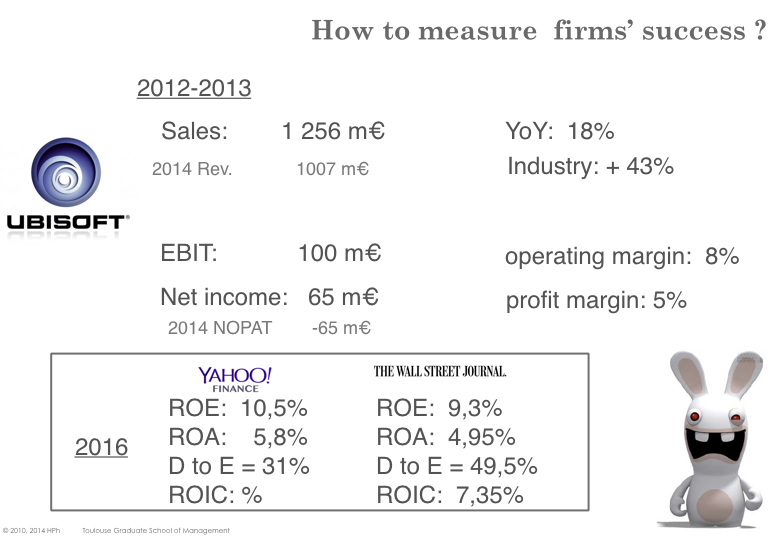 How to measure firms' success ?
2012-2013
Sales: 1 256 m€ YoY: 18%
2014 Rev. 1007 m€ Industry: + 43%
UBISOFT®
EBIT: 100 m€ operating margin: 8%
Net income: 65 m€ profit margin: 5%
2014 NOPAT -65 m€
YAHOO! THE WALL STREET JOURNAL.
FINANCE
ROE: 10,5% ROE: 9,3%
ROA: 5,8% ROA: 4,95%
2016
D to E = 31% D to E = 49,5%
ROIC: % ROIC: 7,35%
© 2010, 2014 HPh Toulouse Graduate School of Management